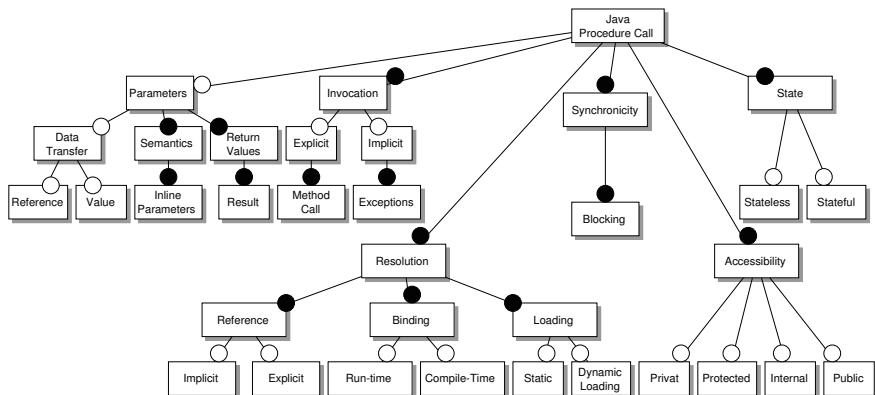 Java
Procedure Call
Parameters
Invocation
Synchronicity
State
Data
Transfer
Semantics
Return
Values
Explicit
Implicit
Reference
Value
Inline
Parameters
Result
Method
Call
Exceptions
Blocking
Stateless
Stateful
Resolution
Accessibility
Reference
Binding
Loading
Implicit
Explicit
Run-time
Compile-Time
Static
Dynamic
Loading
Privat
Protected
Internal
Public